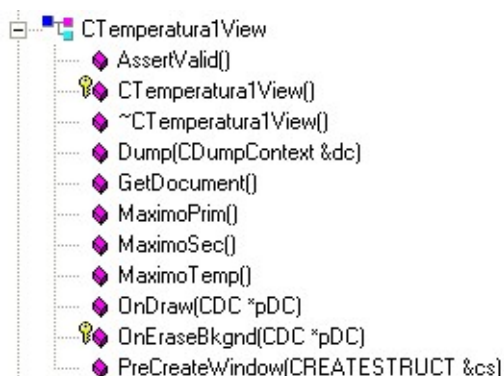 CTemperatura1View
AssertValid()
CTemperatura1View()
~CTemperatura1View()
Dump(CDumpContext &dc)
GetDocument()
MaximoPrim()
MaximoSec()
MaximoTemp()
OnDraw(CDC *pDC)
OnEraseBkgnd(CDC *pDC)
PreCreateWindow(CREATESTRUCT &cs)